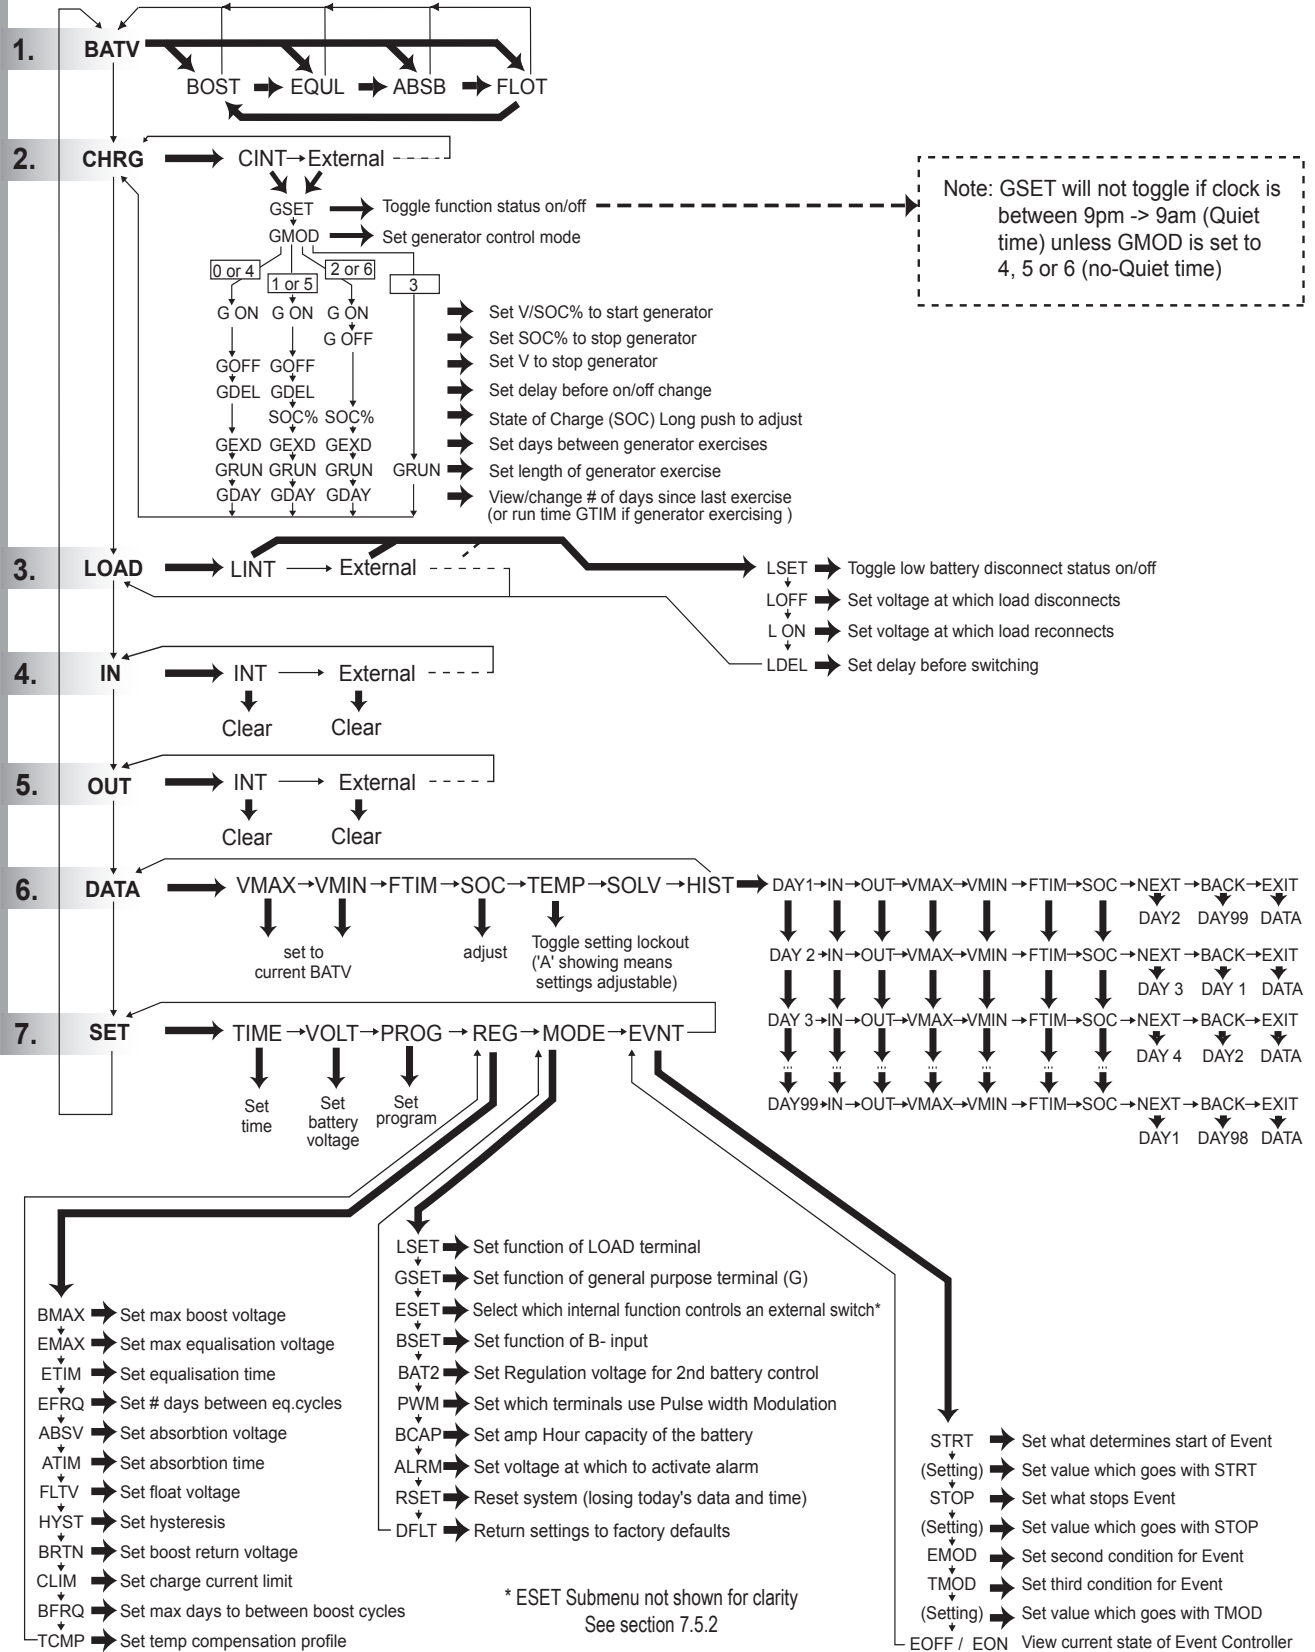 1. BATV
BOST EQUL ABSB FLOT
2. CHRG CINT External
GSET Toggle function status on/off
GMOD Set generator control mode
Note: GSET will not toggle if clock is
between 9pm -> 9am (Quiet
time) unless GMOD is set to
4, 5 or 6 (no-Quiet time)
0 or 4 1 or 5 2 or 6 3
G ON G ON G ON Set V/SOC% to start generator
G OFF Set SOC% to stop generator
GOFF GOFF Set V to stop generator
GDEL GDEL Set delay before on/off change
SOC% SOC% State of Charge (SOC) Long push to adjust
GEXD GEXD GEXD Set days between generator exercises
GRUN GRUN GRUN GRUN Set length of generator exercise
GDAY GDAY GDAY View/change # of days since last exercise
(or run time GTIM if generator exercising )
3. LOAD LINT External
LSET Toggle low battery disconnect status on/off
LOFF Set voltage at which load disconnects
L ON Set voltage at which load reconnects
LDEL Set delay before switching
4. IN INT External
Clear Clear
5. OUT INT External
Clear Clear
6. DATA VMAX VMIN FTIM SOC TEMP SOLV HIST
set to
current BATV
adjust
Toggle setting lockout
('A' showing means
settings adjustable)
DAY1 IN OUT VMAX VMIN FTIM SOC NEXT BACK EXIT
DAY2 DAY99 DATA
DAY 2 IN OUT VMAX VMIN FTIM SOC NEXT BACK EXIT
DAY 3 DAY 1 DATA
DAY 3 IN OUT VMAX VMIN FTIM SOC NEXT BACK EXIT
DAY 4 DAY2 DATA
... ... ... ... ... ... ...
DAY99 IN OUT VMAX VMIN FTIM SOC NEXT BACK EXIT
DAY1 DAY98 DATA
7. SET TIME VOLT PROG REG MODE EVNT
Set
time
Set
battery
voltage
Set
program
BMAX Set max boost voltage
EMAX Set max equalisation voltage
ETIM Set equalisation time
EFRQ Set # days between eq.cycles
ABSV Set absorbtion voltage
ATIM Set absorbtion time
FLTV Set float voltage
HYST Set hysteresis
BRTN Set boost return voltage
CLIM Set charge current limit
BFRQ Set max days to between boost cycles
TCMP Set temp compensation profile
LSET Set function of LOAD terminal
GSET Set function of general purpose terminal (G)
ESET Select which internal function controls an external switch*
BSET Set function of B- input
BAT2 Set Regulation voltage for 2nd battery control
PWM Set which terminals use Pulse width Modulation
BCAP Set amp Hour capacity of the battery
ALRM Set voltage at which to activate alarm
RSET Reset system (losing today's data and time)
DFLT Return settings to factory defaults
* ESET Submenu not shown for clarity
See section 7.5.2
STRT Set what determines start of Event
(Setting) Set value which goes with STRT
STOP Set what stops Event
(Setting) Set value which goes with STOP
EMOD Set second condition for Event
TMOD Set third condition for Event
(Setting) Set value which goes with TMOD
EOFF / EON View current state of Event Controller